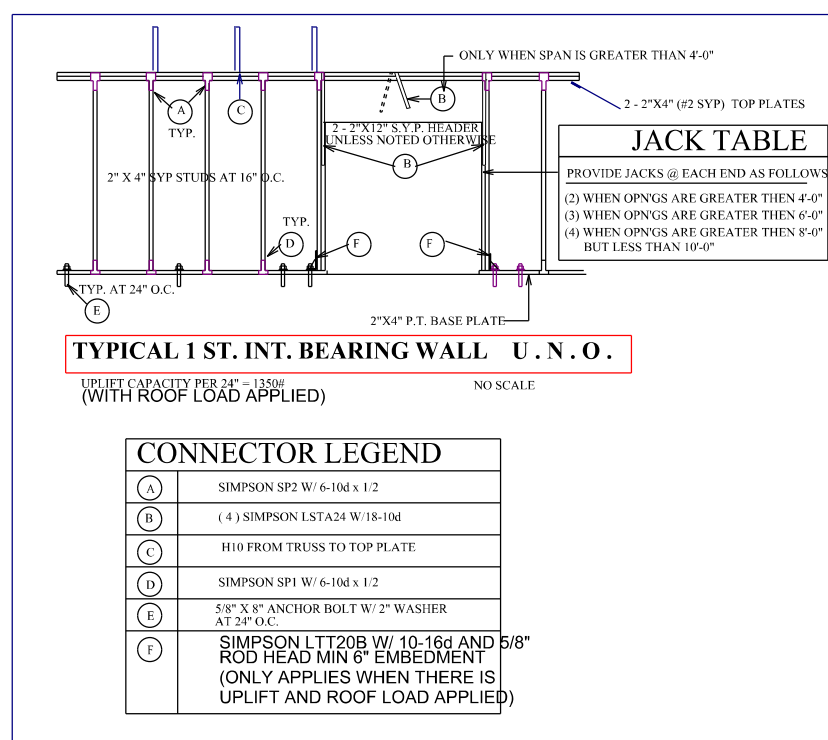 ONLY WHEN SPAN IS GREATER THAN 4'-0"
B
A
C
TYP.
2 - 2"X4" (#2 SYP) TOP PLATES
2 - 2"X12" S.Y.P. HEADER
UNLESS NOTED OTHERWISE
B
2" X 4" SYP STUDS AT 16" O.C.
JACK TABLE
PROVIDE JACKS @ EACH END AS FOLLOWS
(2) WHEN OPN'GS ARE GREATER THEN 4'-0"
(3) WHEN OPN'GS ARE GREATER THEN 6'-0"
(4) WHEN OPN'GS ARE GREATER THEN 8'-0"
BUT LESS THAN 10'-0"
TYP.
D
F
F
TYP. AT 24" O.C.
E
2"X4" P.T. BASE PLATE
TYPICAL 1 ST. INT. BEARING WALL U . N . O .
UPLIFT CAPACITY PER 24" = 1350#
(WITH ROOF LOAD APPLIED)
NO SCALE
CONNECTOR LEGEND
A SIMPSON SP2 W/ 6-10d x 1/2
B ( 4 ) SIMPSON LSTA24 W/18-10d
C H10 FROM TRUSS TO TOP PLATE
D SIMPSON SP1 W/ 6-10d x 1/2
E 5/8" X 8" ANCHOR BOLT W/ 2" WASHER
AT 24" O.C.
F SIMPSON LTT20B W/ 10-16d AND 5/8"
ROD HEAD MIN 6" EMBEDMENT
(ONLY APPLIES WHEN THERE IS
UPLIFT AND ROOF LOAD APPLIED)